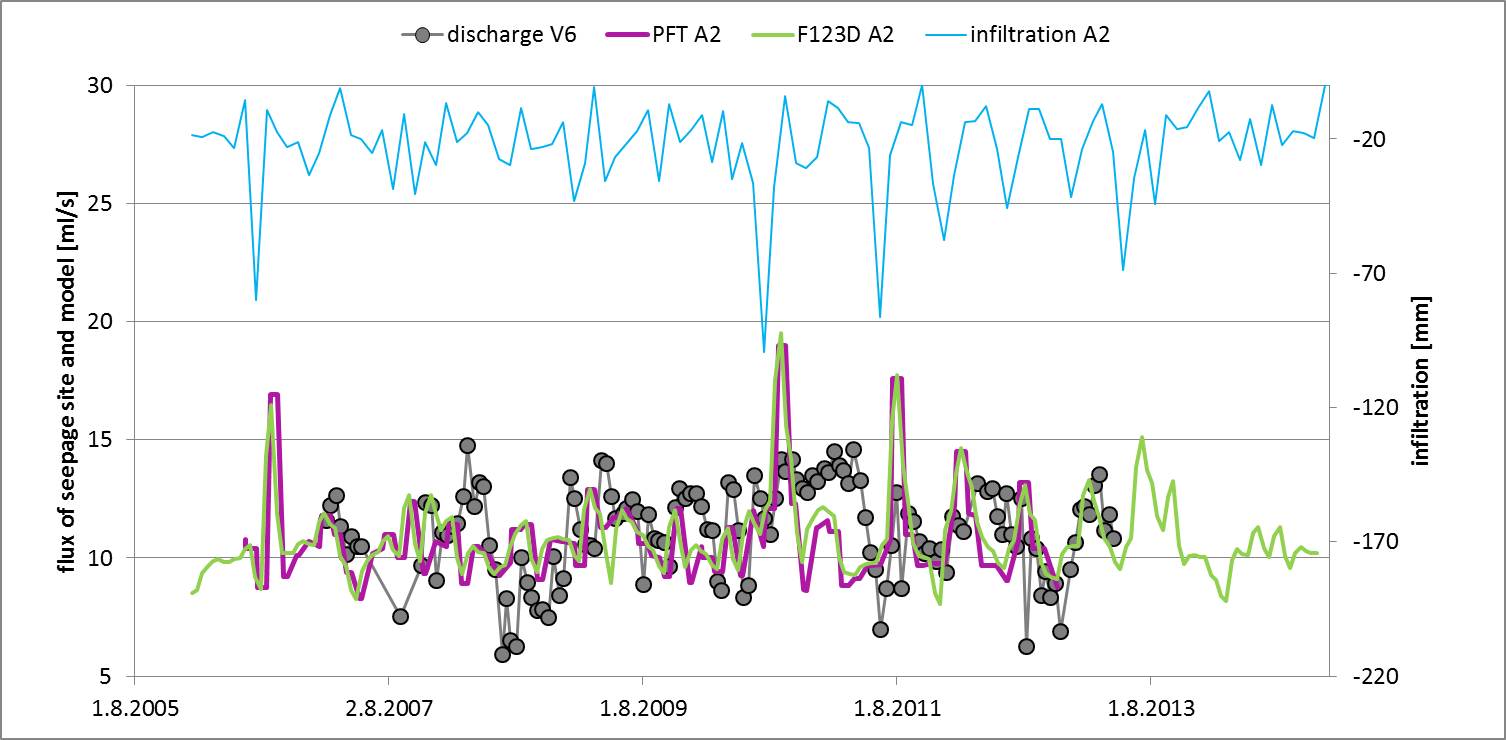 discharge V6 PFT A2 F123D A2 infiltration A2
flux of seepage site and model [ml/s]
30
25
20
15
10
5
-20
-70
-120
-170
-220
infiltration [mm]
1.8.2005 2.8.2007 1.8.2009 1.8.2011 1.8.2013